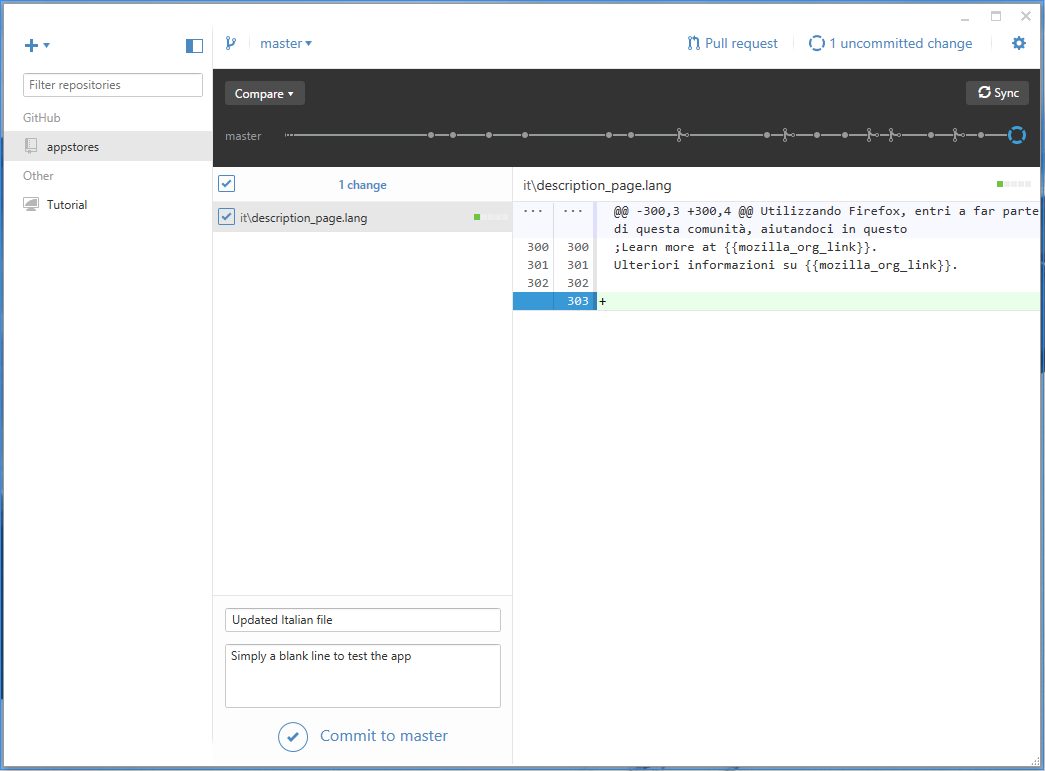 master
Pull request
1 uncommitted change
Filter repositories
GitHub
appstores
Other
Tutorial
Compare
Sync
master
1 change
it\description_page.lang
it\description_page.lang
... ... @@ -300,3 +300,4 @@ Utilizzando Firefox, entri a far parte
di questa comunità, aiutandoci in questo
300 300 ;Learn more at {{mozilla_org_link}}.
301 301 Ulteriori informazioni su {{mozilla_org_link}}.
302 302
303 +
Updated Italian file
Simply a blank line to test the app
Commit to master